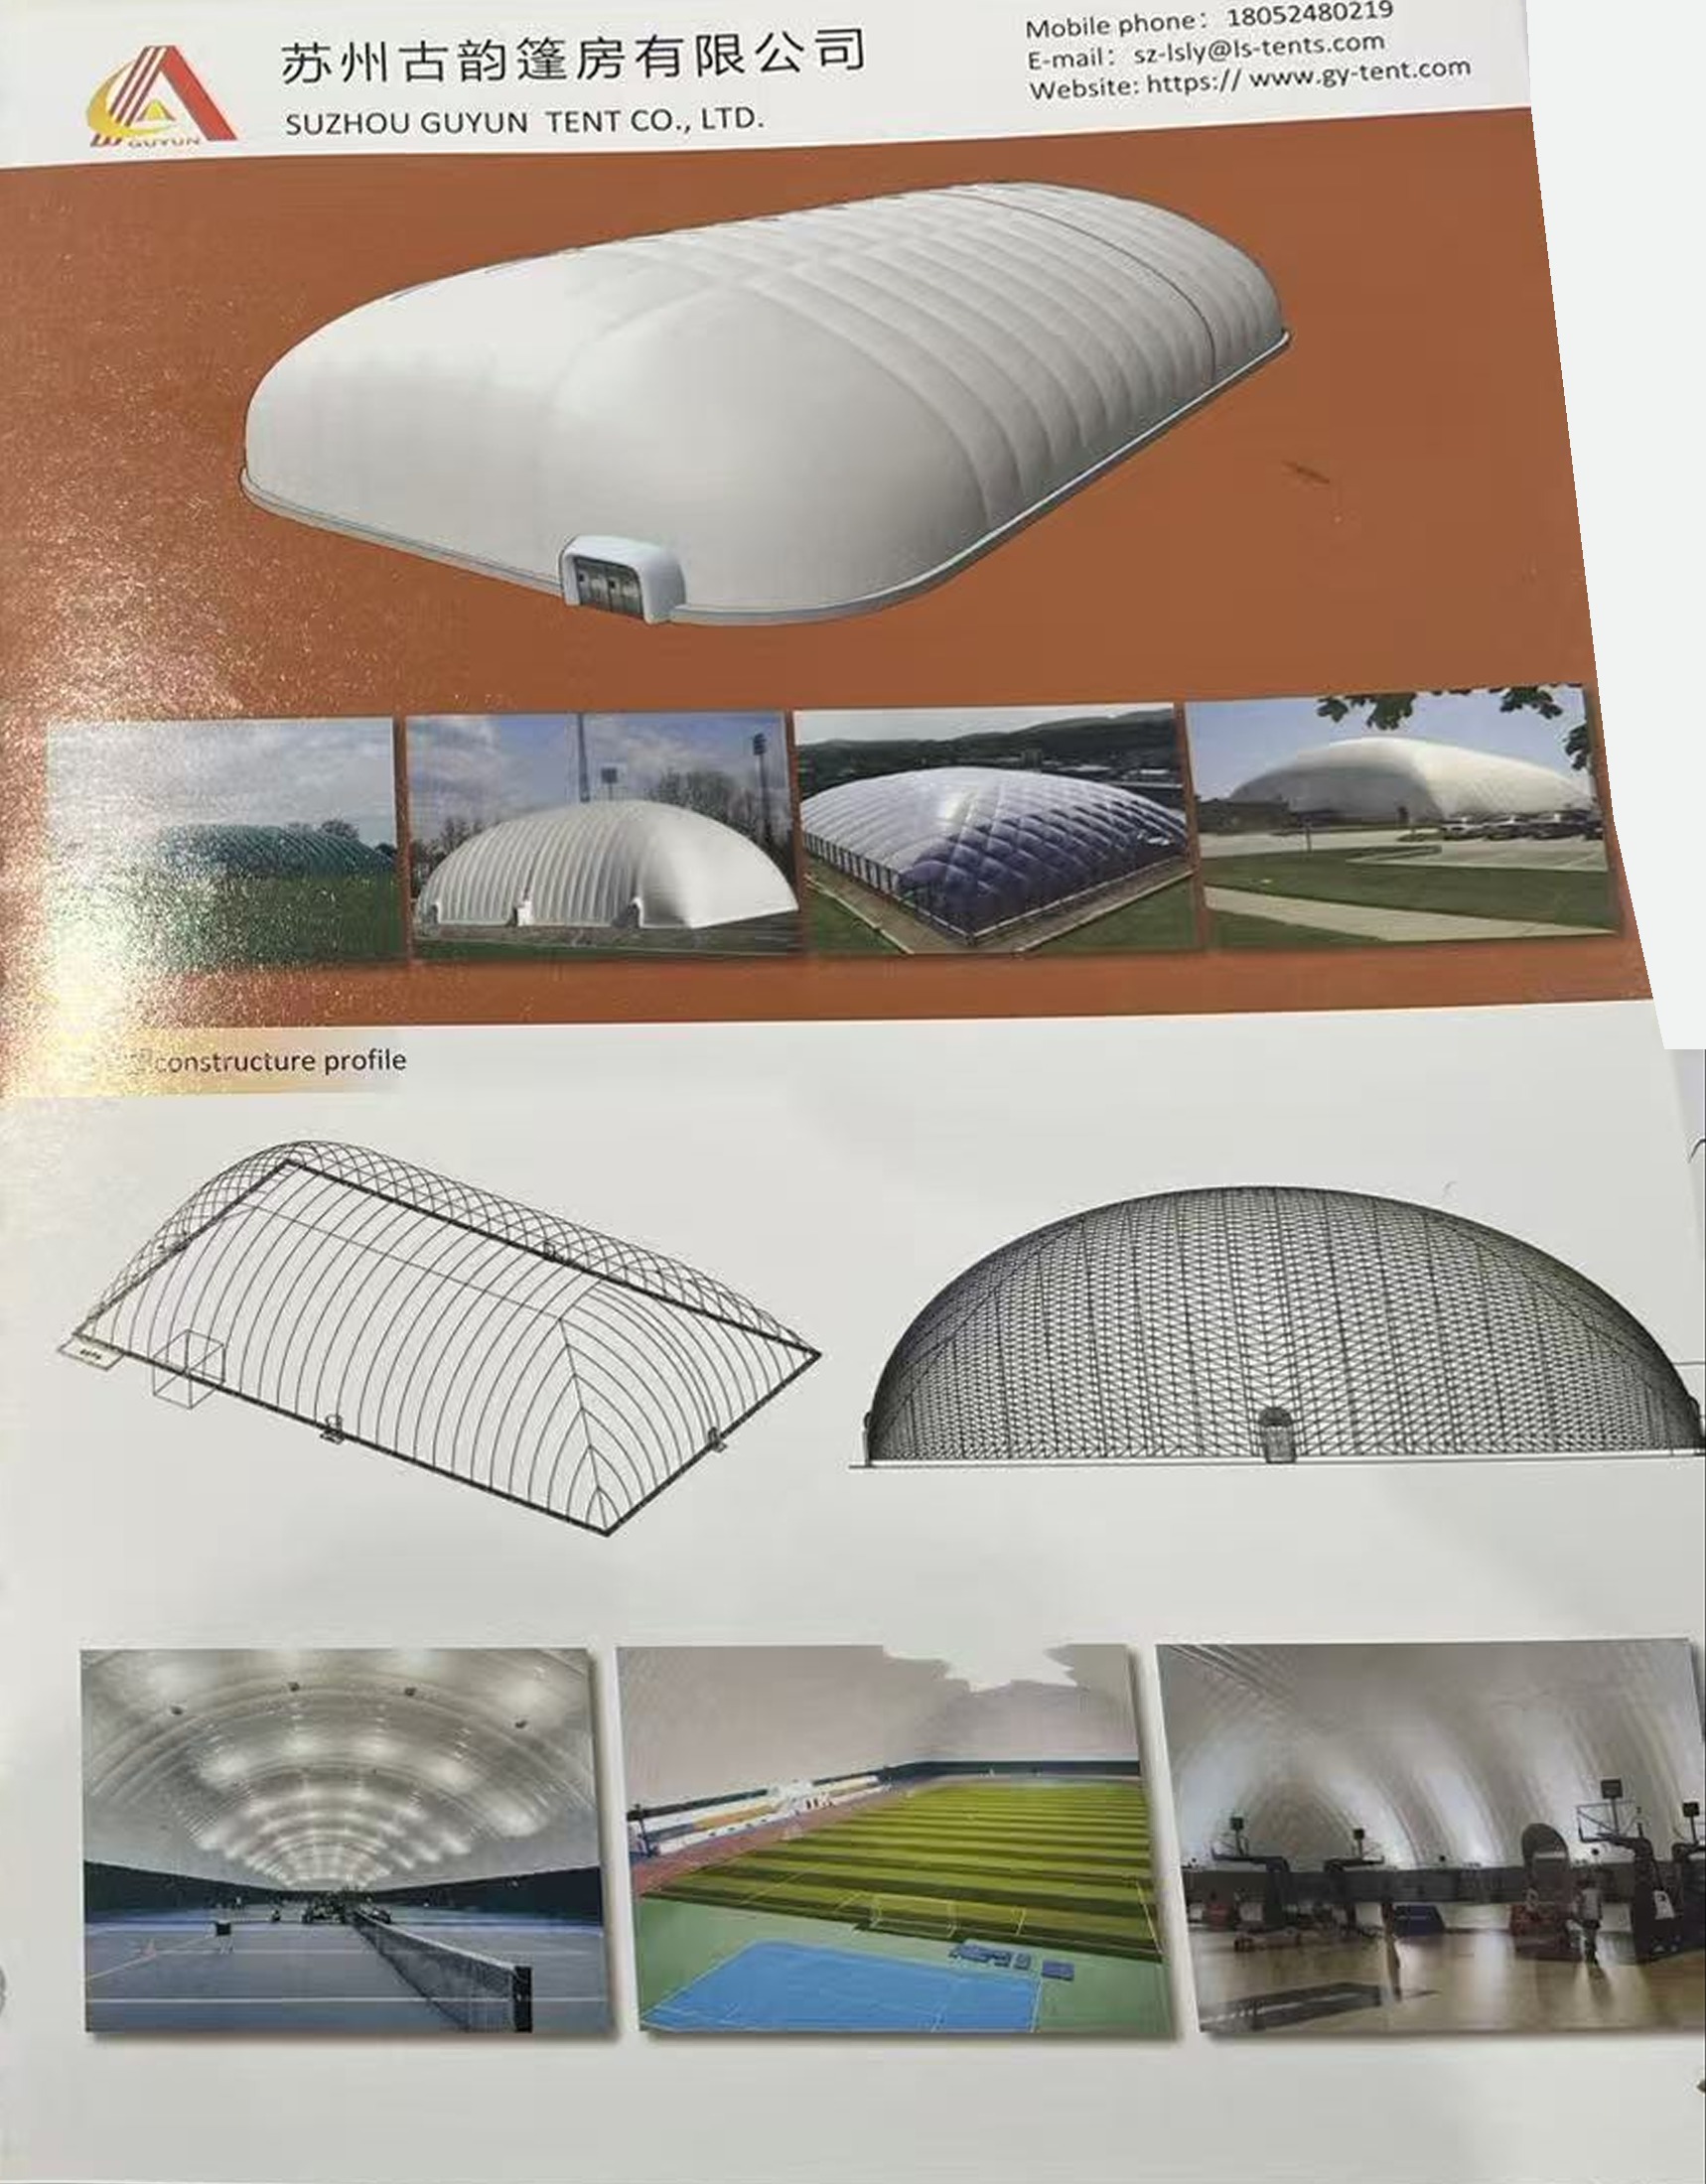 苏州古韵篷房有限公司
SUZHOU GUYUN TENT CO., LTD.
Mobile phone：18052480219
E-mail：sz-lsly@ls-tents.com
Website: https:// www.gy-tent.com
GUYUN
constructure profile